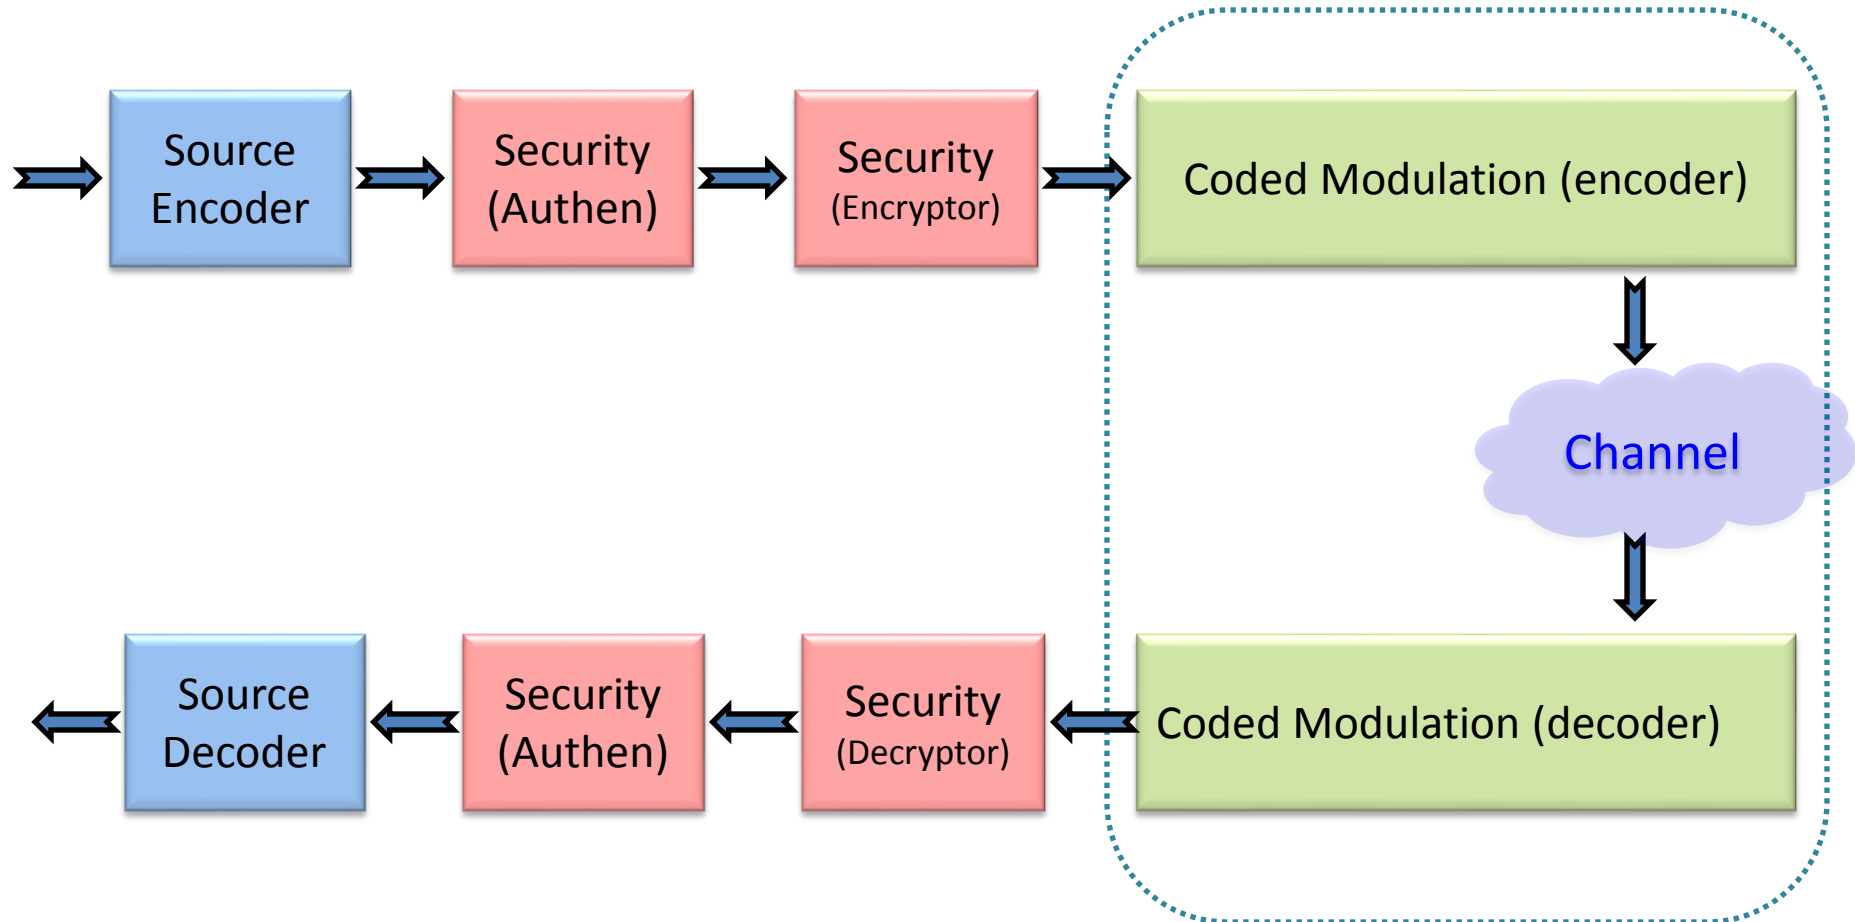 Source
Encoder
Security
(Authen)
Security
(Encryptor)
Coded Modulation (encoder)
Channel
Source
Decoder
Security
(Authen)
Security
(Decryptor)
Coded Modulation (decoder)